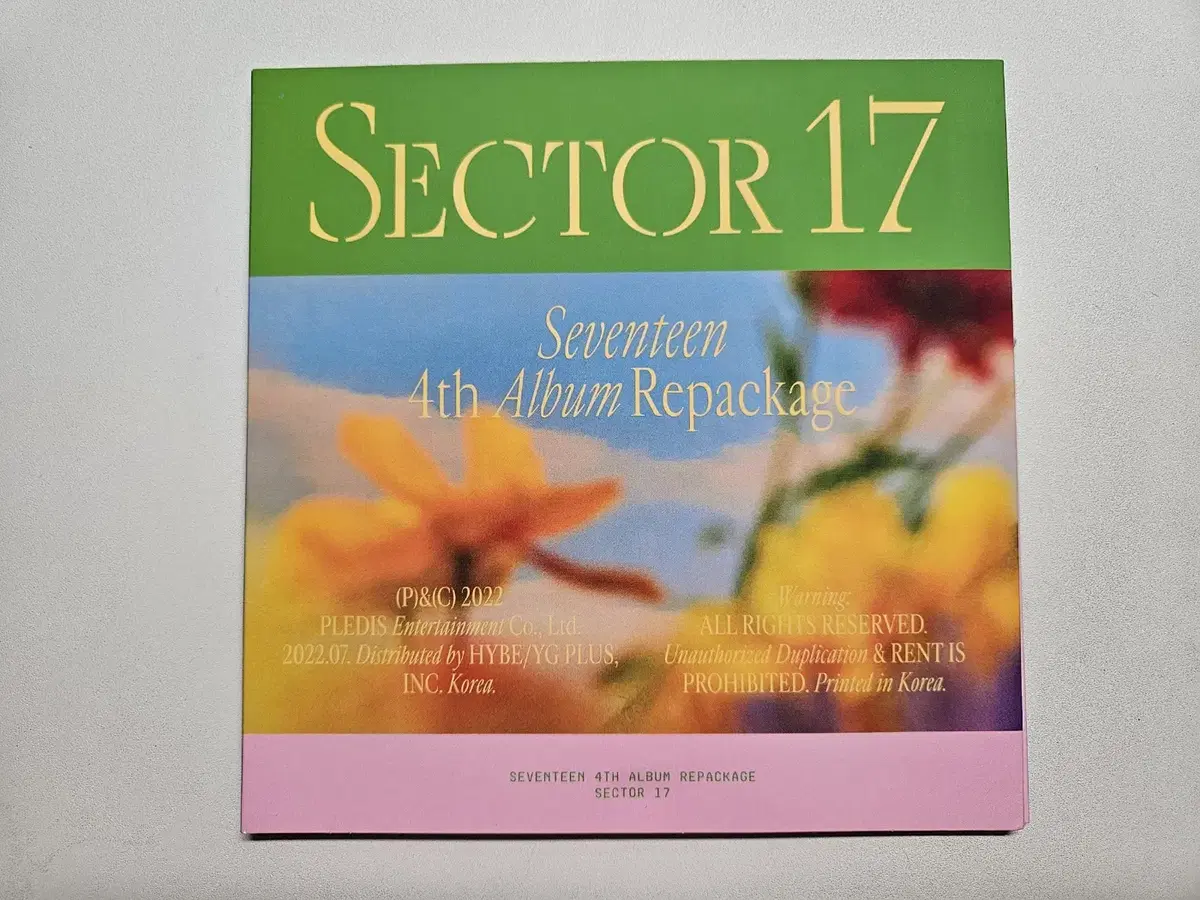 SECTOR 17
Seventeen
4th Album Repackage
(P)&(C) 2022
PLEDIS Entertainment Co., Ltd.
2022.07. Distributed by HYBE/YG PLUS,
INC. Korea.
Warning:
ALL RIGHTS RESERVED.
Unauthorized Duplication & RENT IS
PROHIBITED. Printed in Korea.
SEVENTEEN 4TH ALBUM REPACKAGE
SECTOR 17